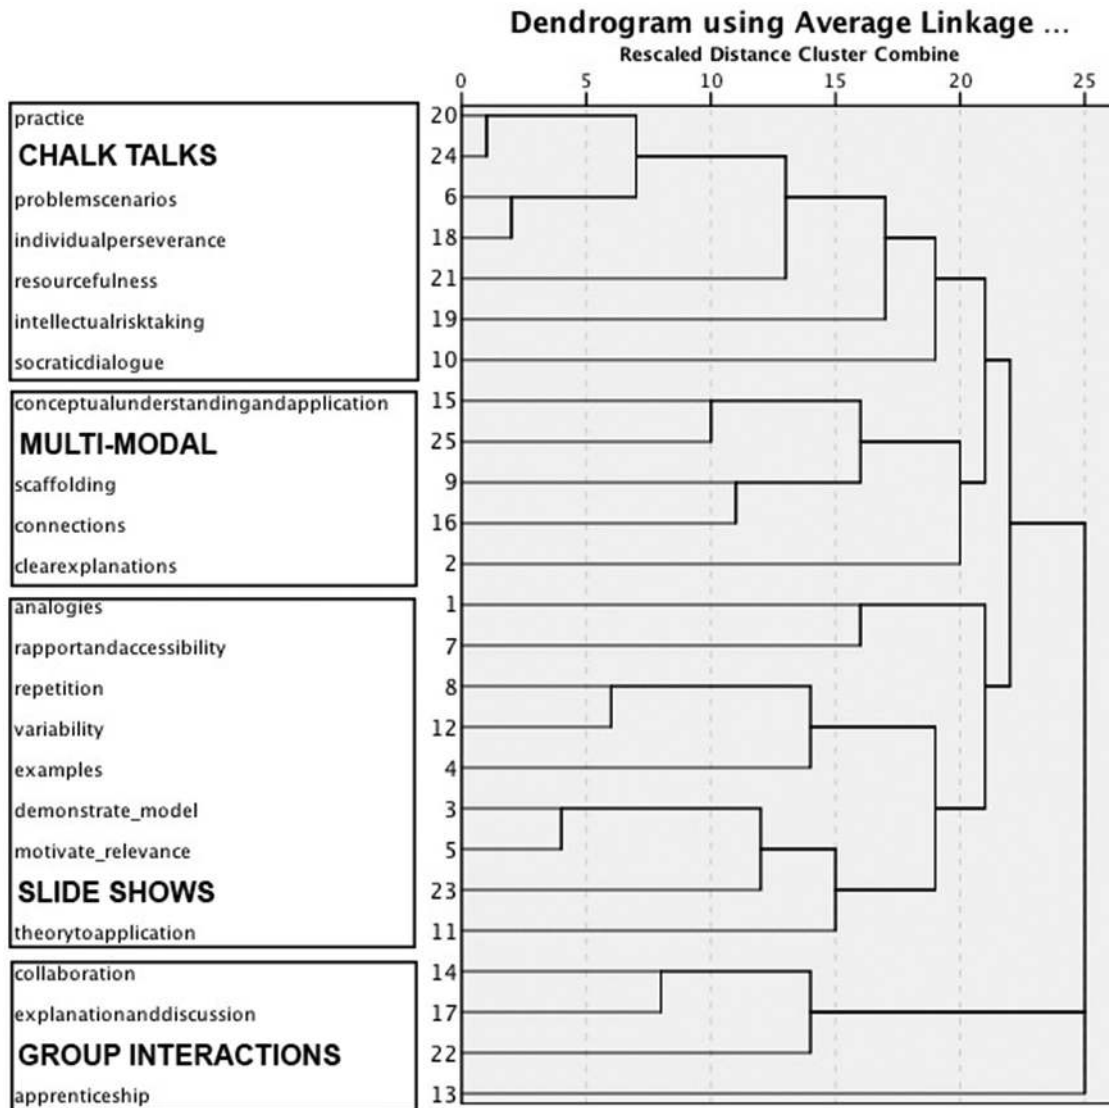 Dendrogram using Average Linkage ...
Rescaled Distance Cluster Combine
0 5 10 15 20 25
practice 20
CHALK TALKS 24
problemscenarios 6
individualperseverance 18
resourcefulness 21
intellectualrisktaking 19
socraticdialogue 10
conceptualunderstandingandapplication 15
MULTI-MODAL 25
scaffolding 9
connections 16
clearexplanations 2
analogies 1
rapportandaccessibility 7
repetition 8
variability 12
examples 4
demonstrate_model 3
motivate_relevance 5
SLIDE SHOWS 23
theorytoapplication 11
collaboration 14
explanationanddiscussion 17
GROUP INTERACTIONS 22
apprenticeship 13